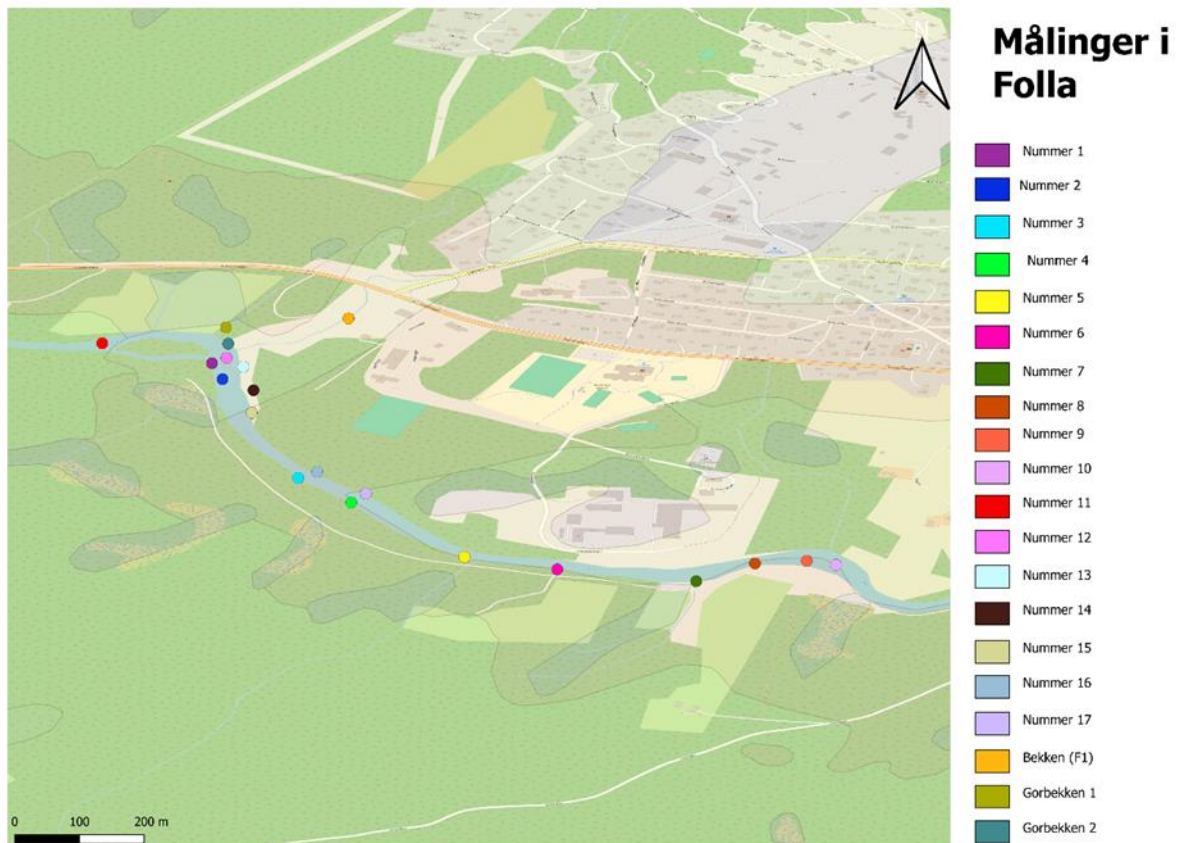 N
Målinger i
Folla
Nummer 1
Nummer 2
Nummer 3
Nummer 4
Nummer 5
Nummer 6
Nummer 7
Nummer 8
Nummer 9
Nummer 10
Nummer 11
Nummer 12
Nummer 13
Nummer 14
Nummer 15
Nummer 16
Nummer 17
Bekken (F1)
Gorbekken 1
Gorbekken 2
0 100 200 m